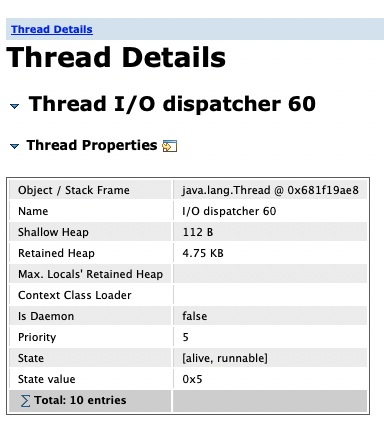 Thread Details
Thread Details
Thread I/O dispatcher 60
Thread Properties
Object / Stack Frame java.lang.Thread @ 0x681f19ae8
Name I/O dispatcher 60
Shallow Heap 112 B
Retained Heap 4.75 KB
Max. Locals' Retained Heap
Context Class Loader
Is Daemon false
Priority 5
State [alive, runnable]
State value 0x5
∑ Total: 10 entries